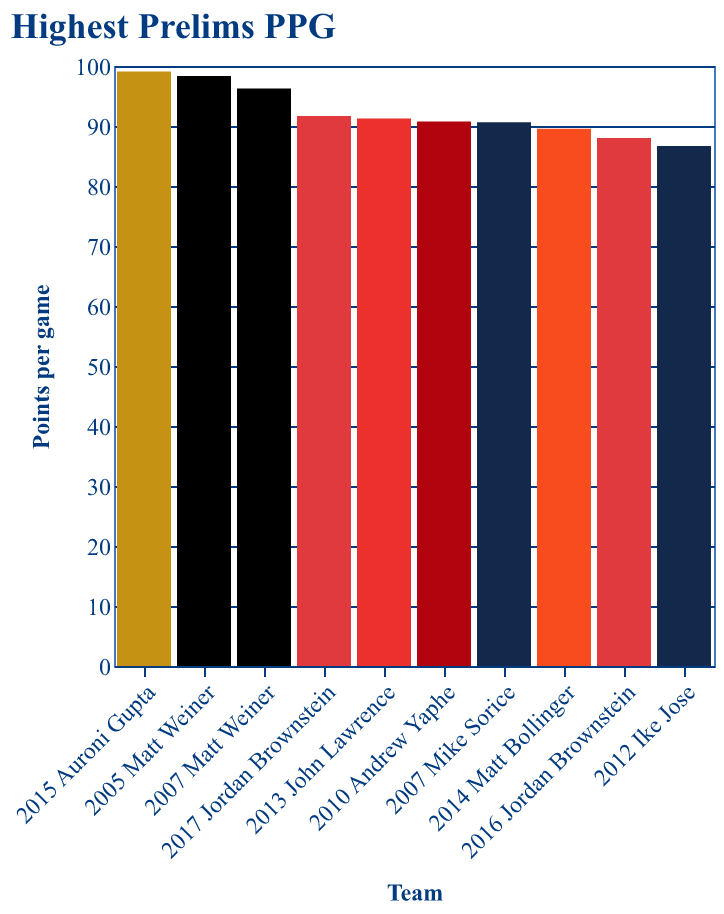 Highest Prelims PPG
100
90
80
70
60
50
40
30
20
10
0
Points per game
2015 Auroni Gupta
2005 Matt Weiner
2007 Matt Weiner
2017 Jordan Brownstein
2013 John Lawrence
2010 Andrew Yaphe
2007 Mike Sorice
2014 Matt Bollinger
2016 Jordan Brownstein
2012 Ike Jose
Team